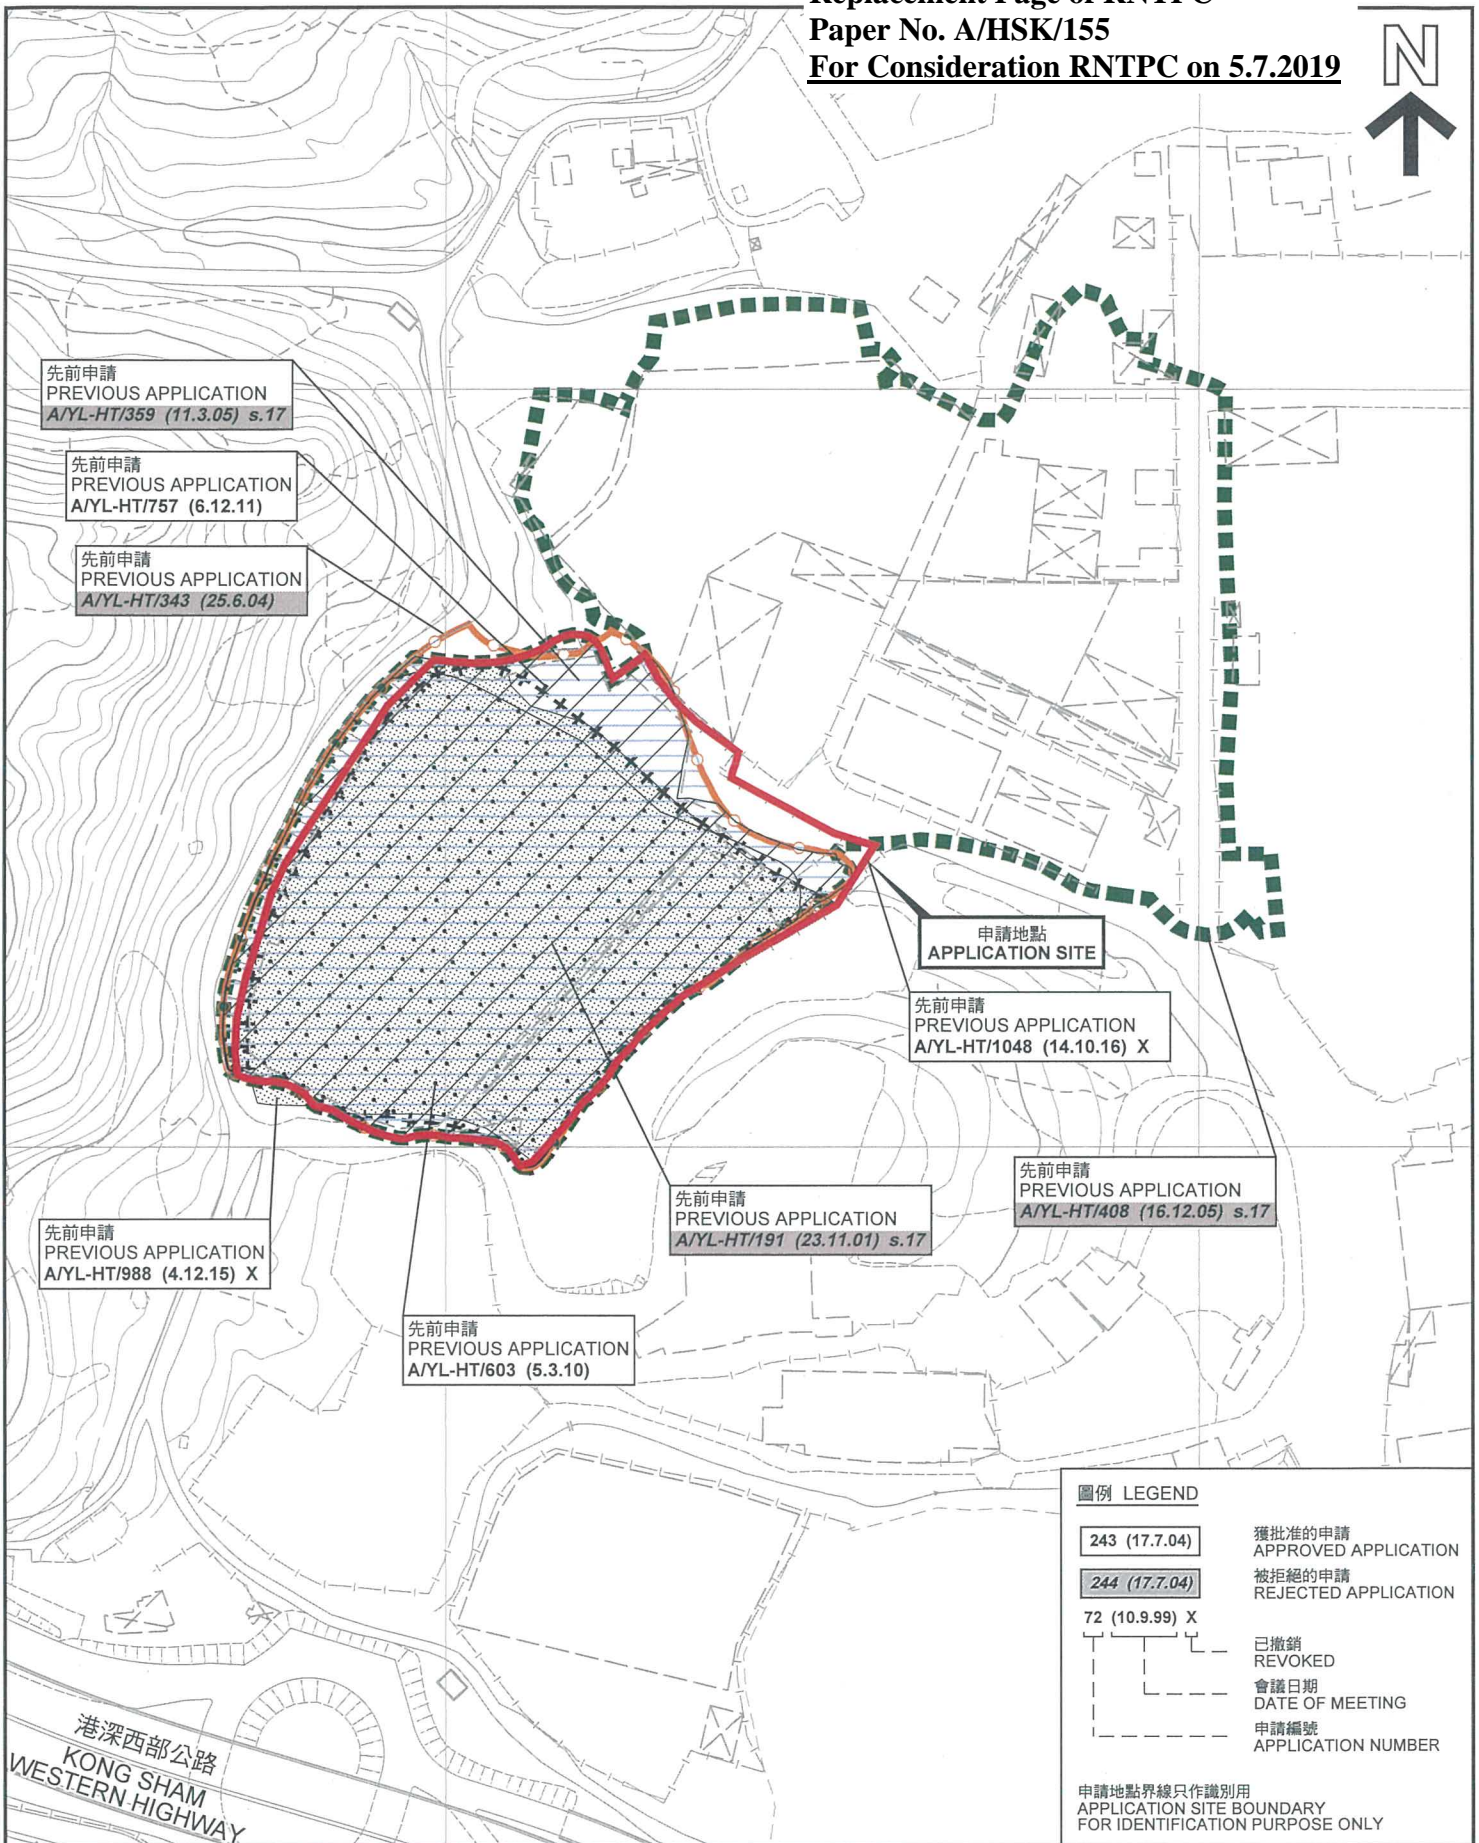 Replacement Page of RNTPC
Paper No. A/HSK/155
For Consideration RNTPC on 5.7.2019
N
先前申請
PREVIOUS APPLICATION
A/YL-HT/359 (11.3.05) s.17
先前申請
PREVIOUS APPLICATION
A/YL-HT/757 (6.12.11)
先前申請
PREVIOUS APPLICATION
A/YL-HT/343 (25.6.04)
申請地點
APPLICATION SITE
先前申請
PREVIOUS APPLICATION
A/YL-HT/1048 (14.10.16) X
先前申請
PREVIOUS APPLICATION
A/YL-HT/408 (16.12.05) s.17
先前申請
PREVIOUS APPLICATION
A/YL-HT/191 (23.11.01) s.17
先前申請
PREVIOUS APPLICATION
A/YL-HT/988 (4.12.15) X
先前申請
PREVIOUS APPLICATION
A/YL-HT/603 (5.3.10)
港深西部公路
KONG SHAM
WESTERN HIGHWAY
圖例 LEGEND
243 (17.7.04)
獲批准的申請
APPROVED APPLICATION
244 (17.7.04)
被拒絕的申請
REJECTED APPLICATION
72 (10.9.99) X
已撤銷
REVOKED
會議日期
DATE OF MEETING
申請編號
APPLICATION NUMBER
申請地點界線只作識別用
APPLICATION SITE BOUNDARY
FOR IDENTIFICATION PURPOSE ONLY